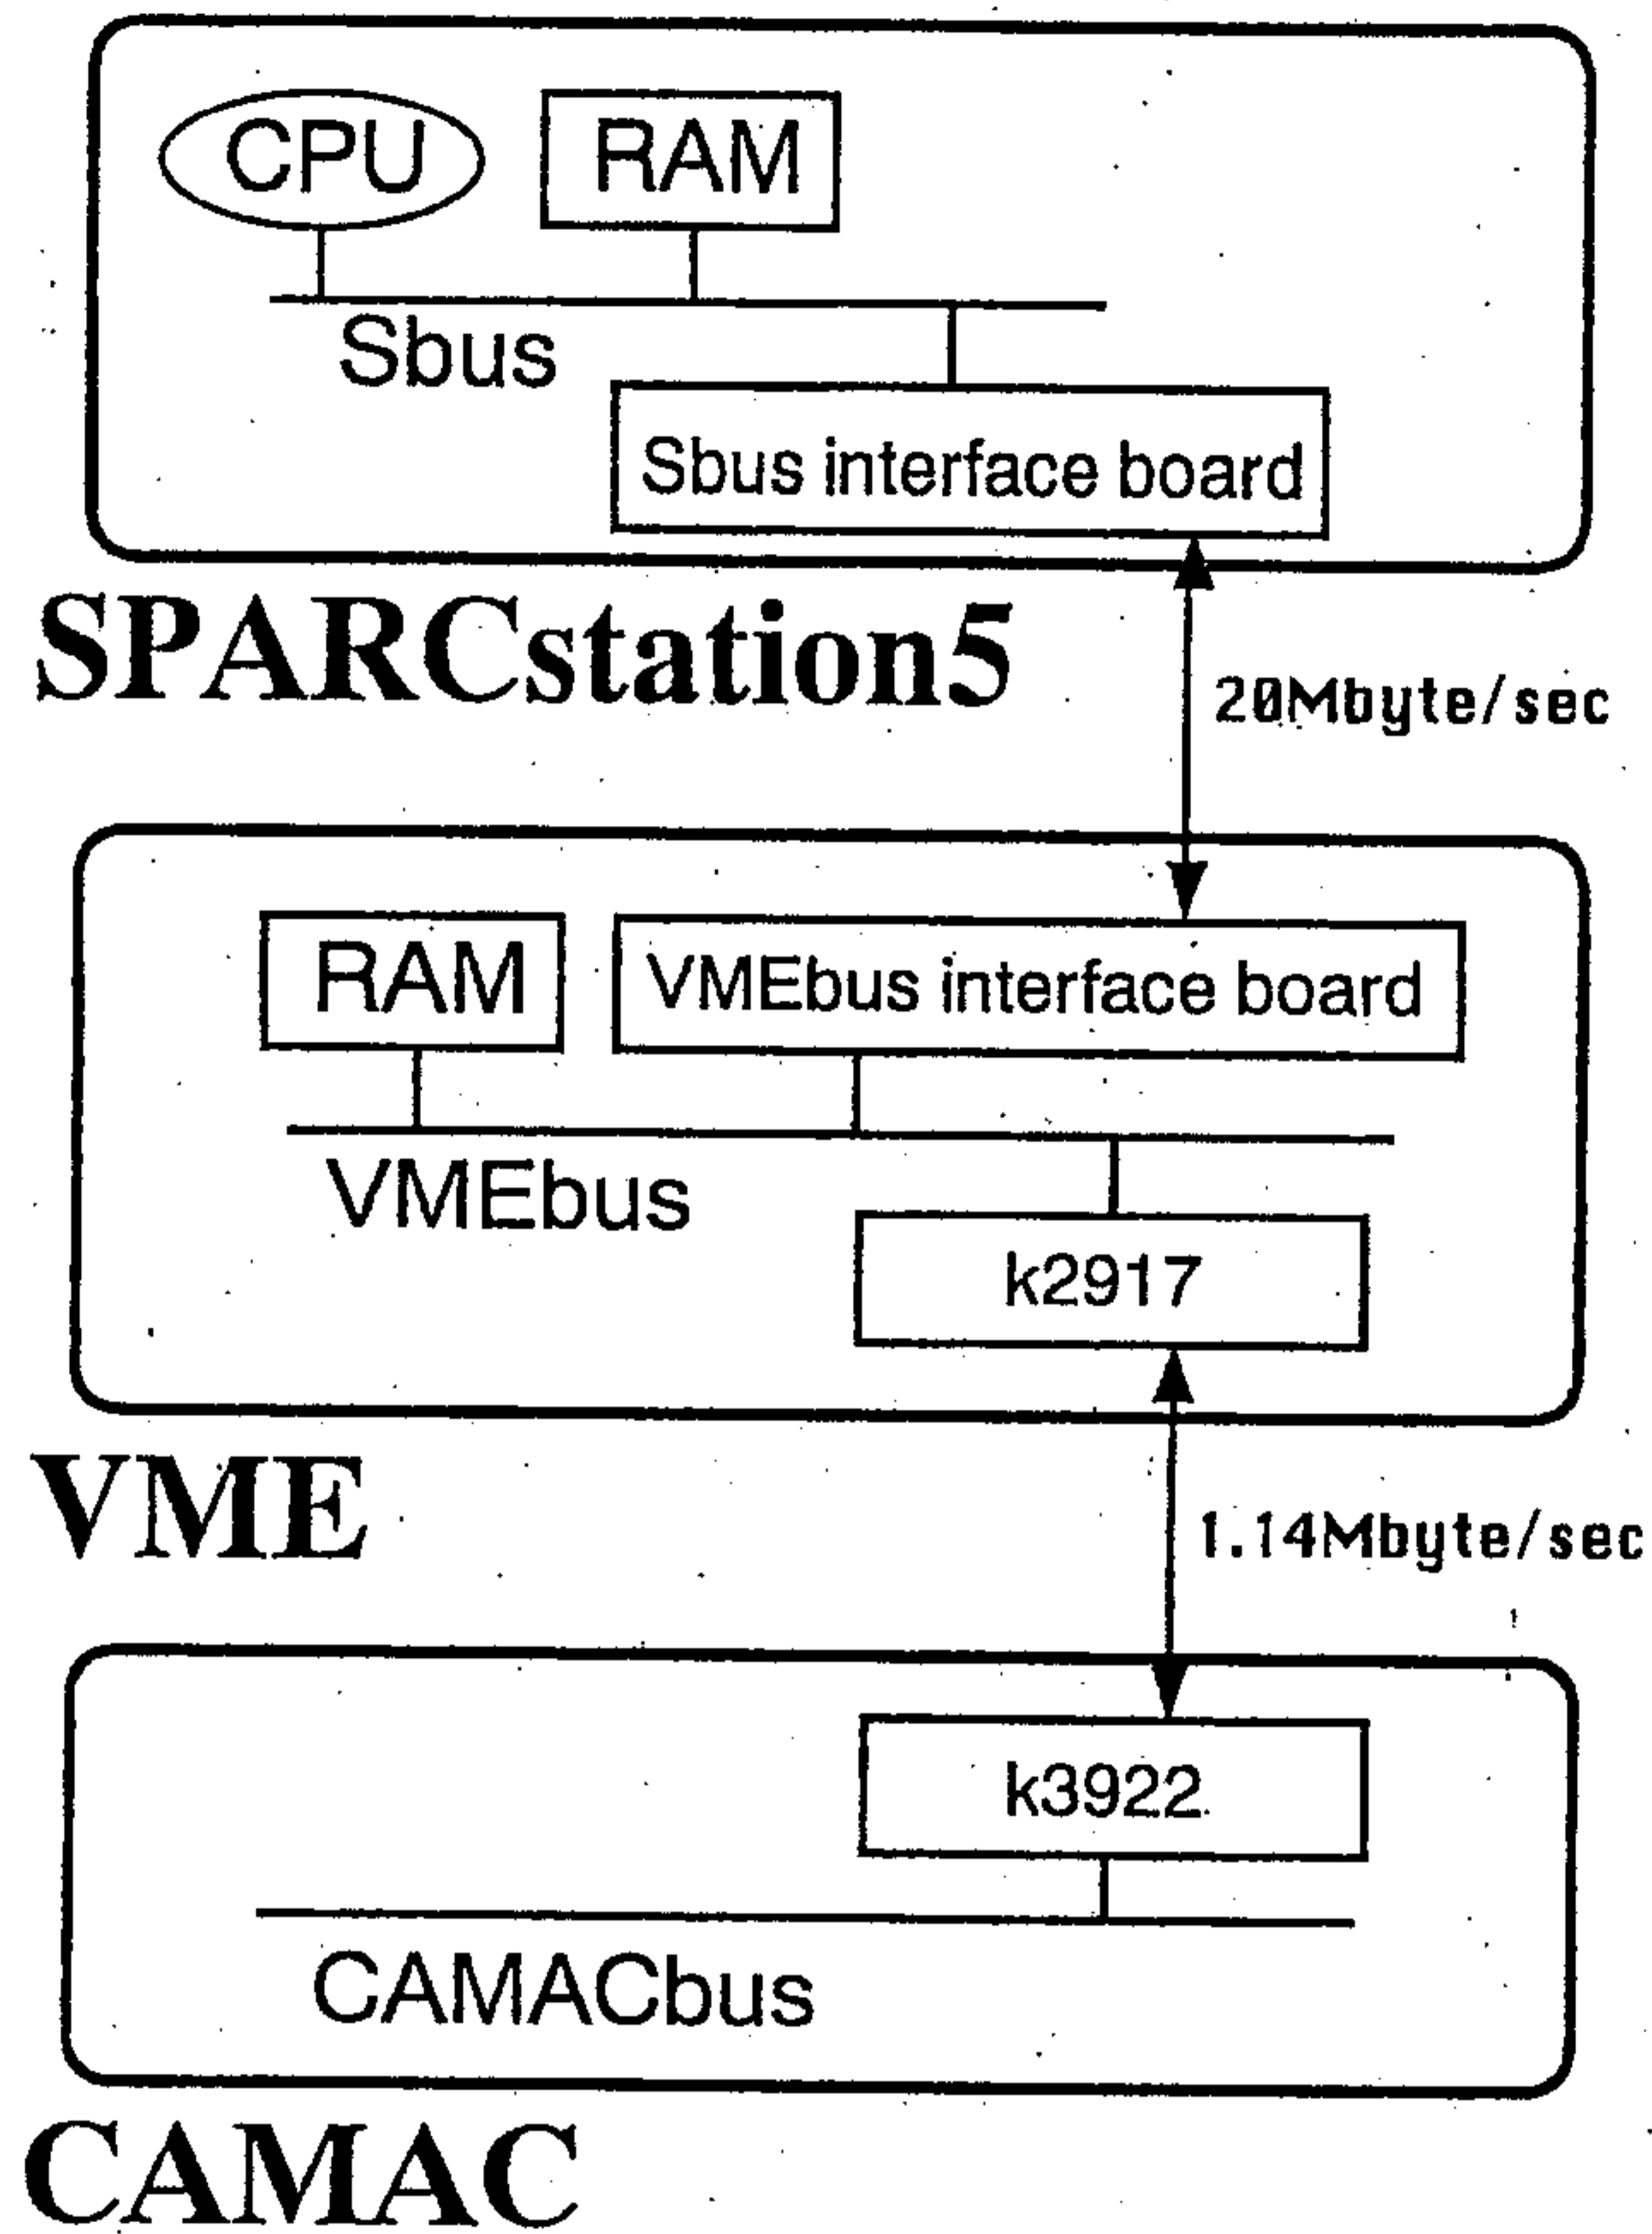 CPU
RAM
Sbus
Sbus interface board
SPARCstation5
20Mbyte/sec
RAM
VMEbus interface board
VMEbus
k2917
VME
1.14Mbyte/sec
k3922
CAMACbus
CAMAC